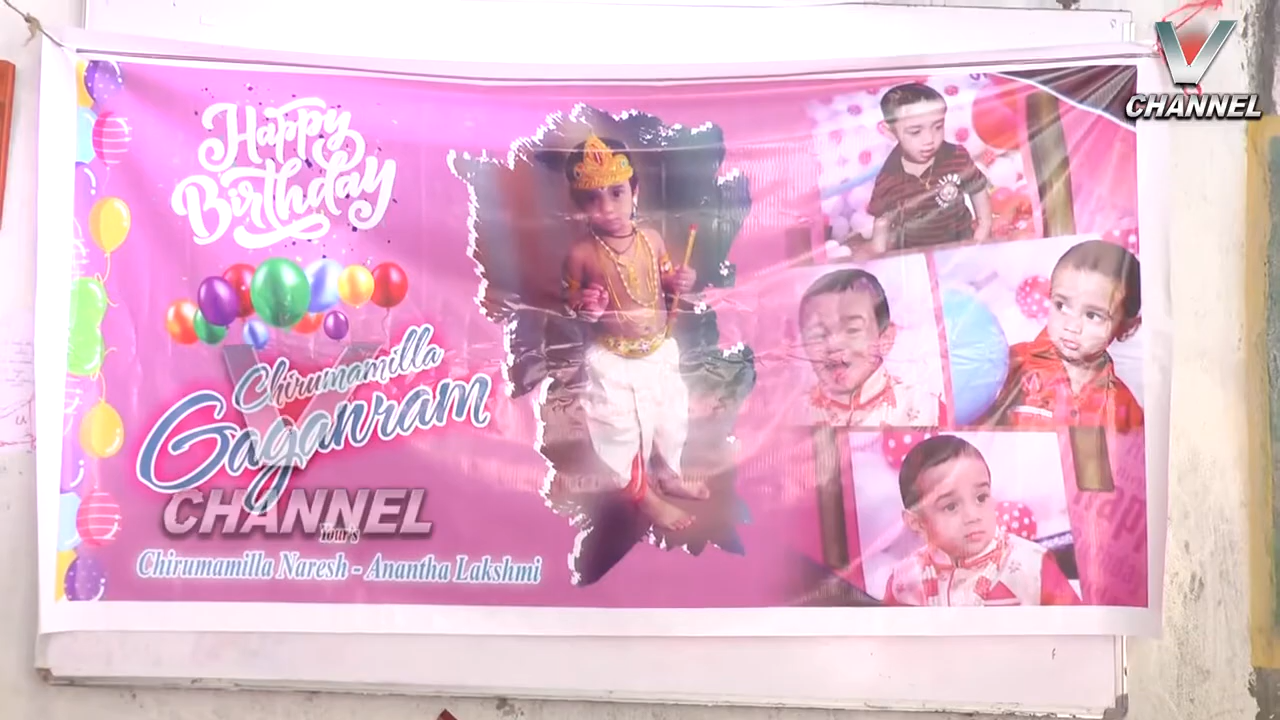 V
CHANNEL
Happy
Birthday
Chirumamilla
Gaganram
V
CHANNEL
Your's
Chirumamilla Naresh - Anantha Lakshmi